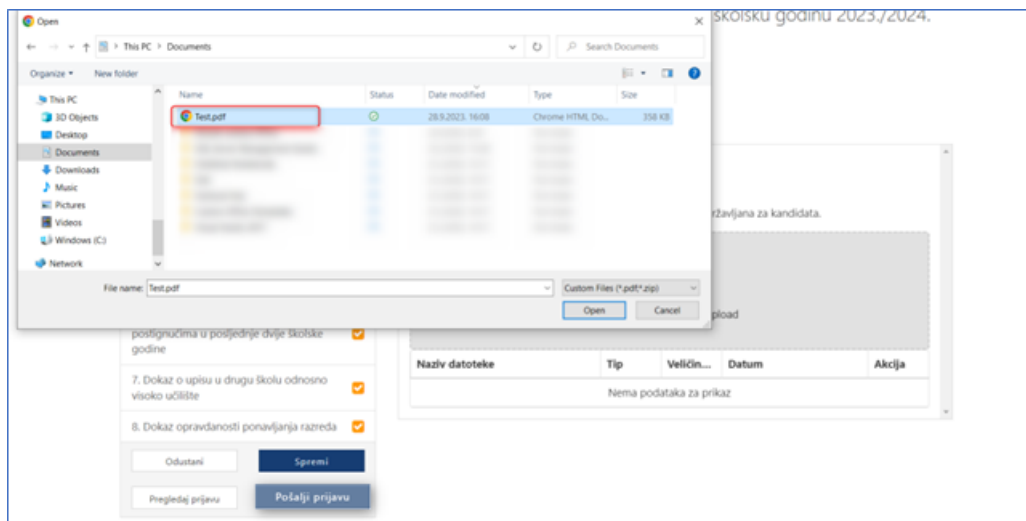 Open
školsku godinu 2023./2024.
This PC > Documents
Search Documents
Organize
New folder
Name Status Date modified Type Size
This PC
3D Objects
Desktop
Documents
Downloads
Music
Pictures
Videos
Windows (C:)
Network
Test.pdf 28.9.2023. 16:08 Chrome HTML Do... 358 KB
ržavljana za kandidata.
File name: Test.pdf Custom Files (*.pdf;*.zip)
Open Cancel
pload
postignućima u posljednje dvije školske
godine
7. Dokaz o upisu u drugu školu odnosno
visoko učilište
8. Dokaz opravdanosti ponavljanja razreda
Naziv datoteke Tip Veličin... Datum Akcija
Nema podataka za prikaz
Odustani Spremi
Pregledaj prijavu Pošalji prijavu